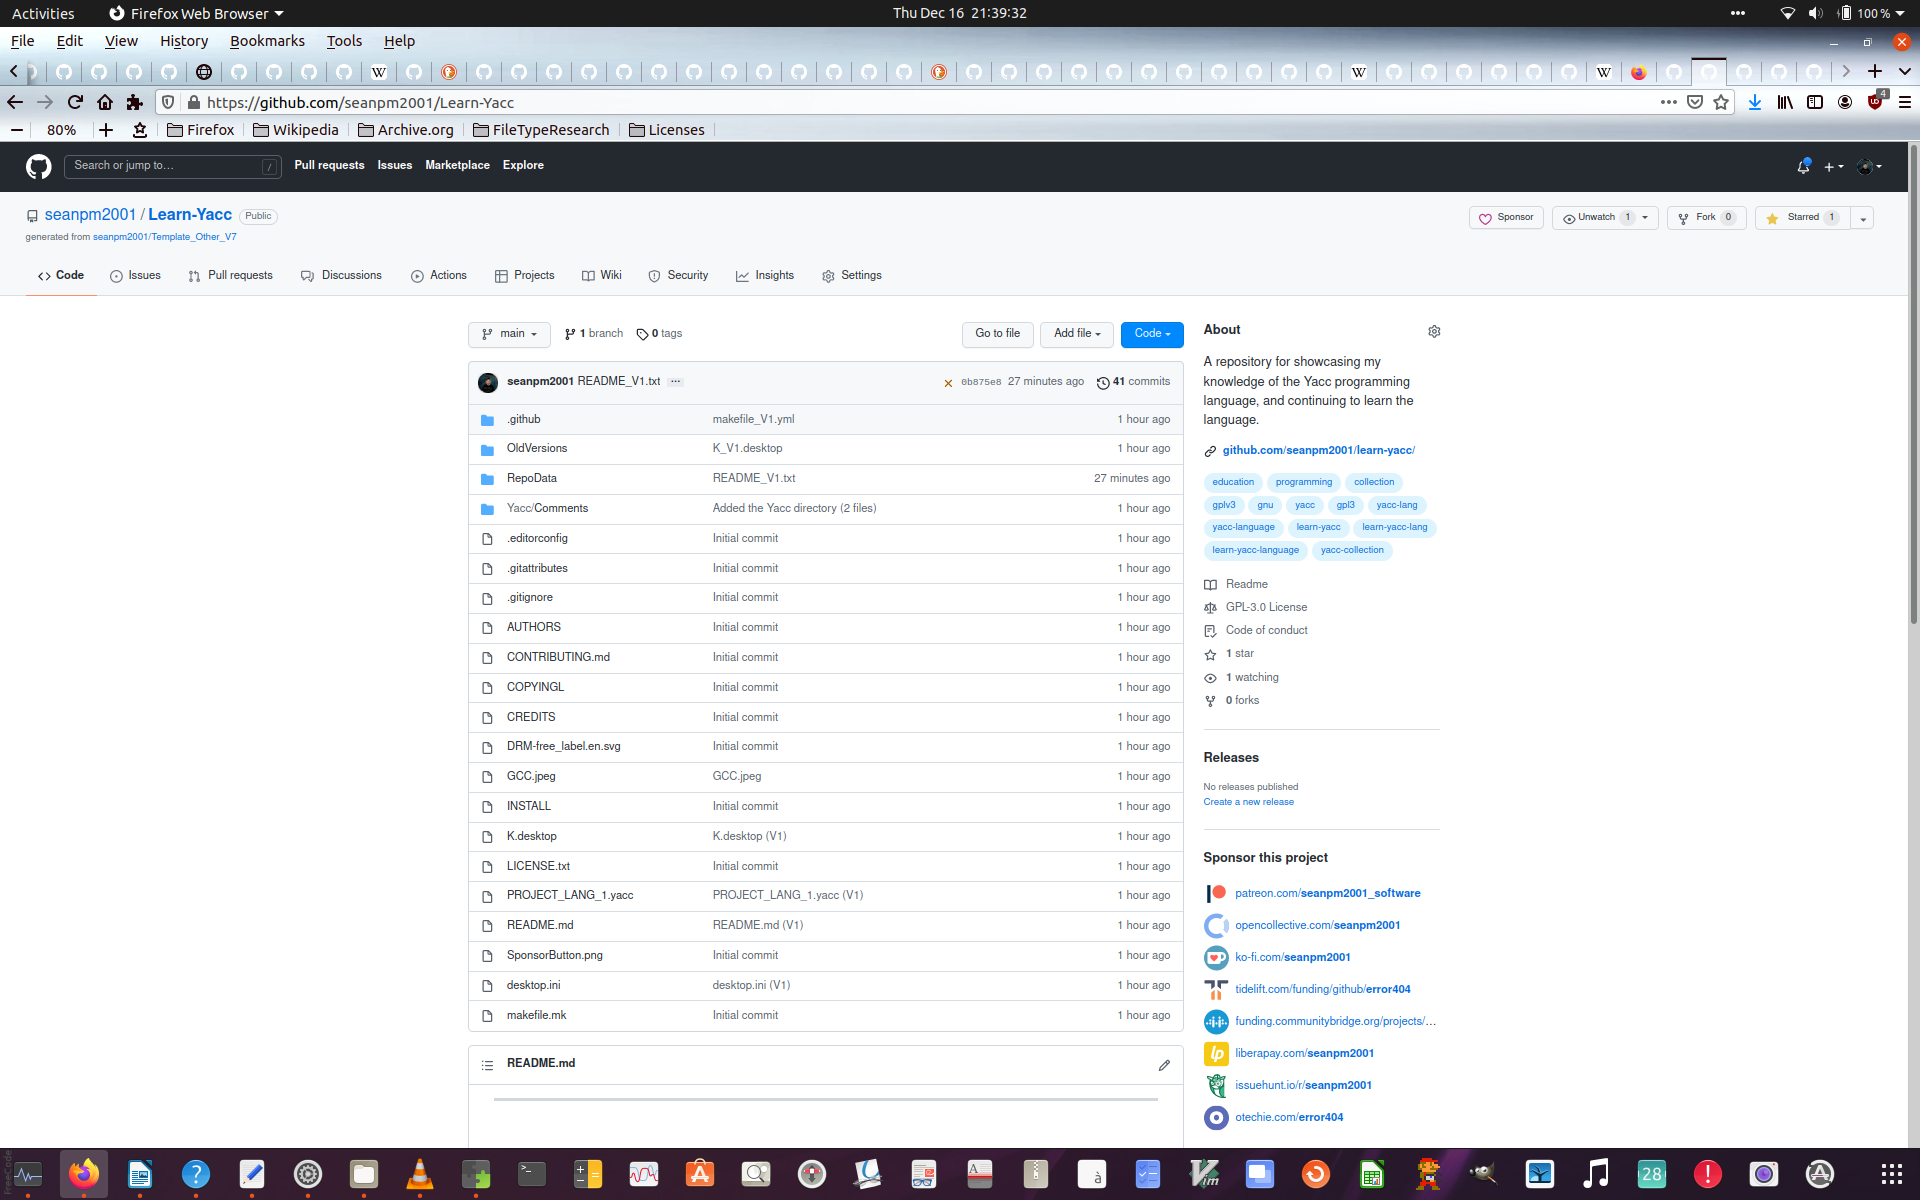 Activities
Firefox Web Browser
Thu Dec 16 21:39:32
100 %
File Edit View History Bookmarks Tools Help
https://github.com/seanpm2001/Learn-Yacc
4
80%
Firefox
Wikipedia
Archive.org
FileTypeResearch
Licenses
Search or jump to...
/
Pull requests
Issues
Marketplace
Explore
seanpm2001 / Learn-Yacc
Public
generated from seanpm2001/Template_Other_V7
Sponsor
Unwatch 1
Fork 0
Starred 1
Code
Issues
Pull requests
Discussions
Actions
Projects
Wiki
Security
Insights
Settings
main
1 branch
0 tags
Go to file
Add file
Code
seanpm2001 README_V1.txt ...
0b875e8 27 minutes ago
41 commits
.github makefile_V1.yml 1 hour ago
OldVersions K_V1.desktop 1 hour ago
RepoData README_V1.txt 27 minutes ago
Yacc/Comments Added the Yacc directory (2 files) 1 hour ago
.editorconfig Initial commit 1 hour ago
.gitattributes Initial commit 1 hour ago
.gitignore Initial commit 1 hour ago
AUTHORS Initial commit 1 hour ago
CONTRIBUTING.md Initial commit 1 hour ago
COPYINGL Initial commit 1 hour ago
CREDITS Initial commit 1 hour ago
DRM-free_label.en.svg Initial commit 1 hour ago
GCC.jpeg GCC.jpeg 1 hour ago
INSTALL Initial commit 1 hour ago
K.desktop K.desktop (V1) 1 hour ago
LICENSE.txt Initial commit 1 hour ago
PROJECT_LANG_1.yacc PROJECT_LANG_1.yacc (V1) 1 hour ago
README.md README.md (V1) 1 hour ago
SponsorButton.png Initial commit 1 hour ago
desktop.ini desktop.ini (V1) 1 hour ago
makefile.mk Initial commit 1 hour ago
README.md
About
A repository for showcasing my
knowledge of the Yacc programming
language, and continuing to learn the
language.
github.com/seanpm2001/learn-yacc/
education programming collection
gplv3 gnu yacc gpl3 yacc-lang
yacc-language learn-yacc learn-yacc-lang
learn-yacc-language yacc-collection
Readme
GPL-3.0 License
Code of conduct
1 star
1 watching
0 forks
Releases
No releases published
Create a new release
Sponsor this project
patreon.com/seanpm2001_software
opencollective.com/seanpm2001
ko-fi.com/seanpm2001
tidelift.com/funding/github/error404
funding.communitybridge.org/projects/...
liberapay.com/seanpm2001
issuehunt.io/r/seanpm2001
otechie.com/error404
28